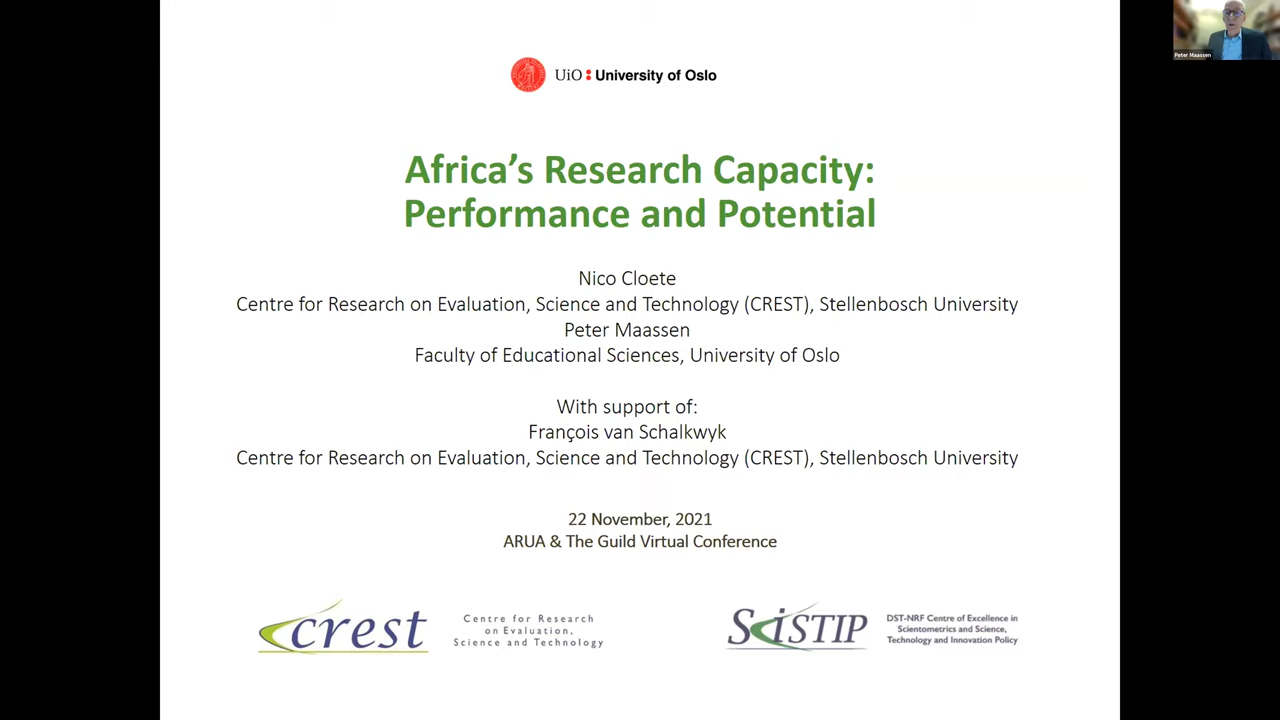 Peter Maassen
UiO : University of Oslo
Africa's Research Capacity:
Performance and Potential
Nico Cloete
Centre for Research on Evaluation, Science and Technology (CREST), Stellenbosch University
Peter Maassen
Faculty of Educational Sciences, University of Oslo
With support of:
François van Schalkwyk
Centre for Research on Evaluation, Science and Technology (CREST), Stellenbosch University
22 November, 2021
ARUA & The Guild Virtual Conference
crest
Centre for Research
on Evaluation,
Science and Technology
SciSTIP
DST-NRF Centre of Excellence in
Scientometrics and Science,
Technology and Innovation Policy